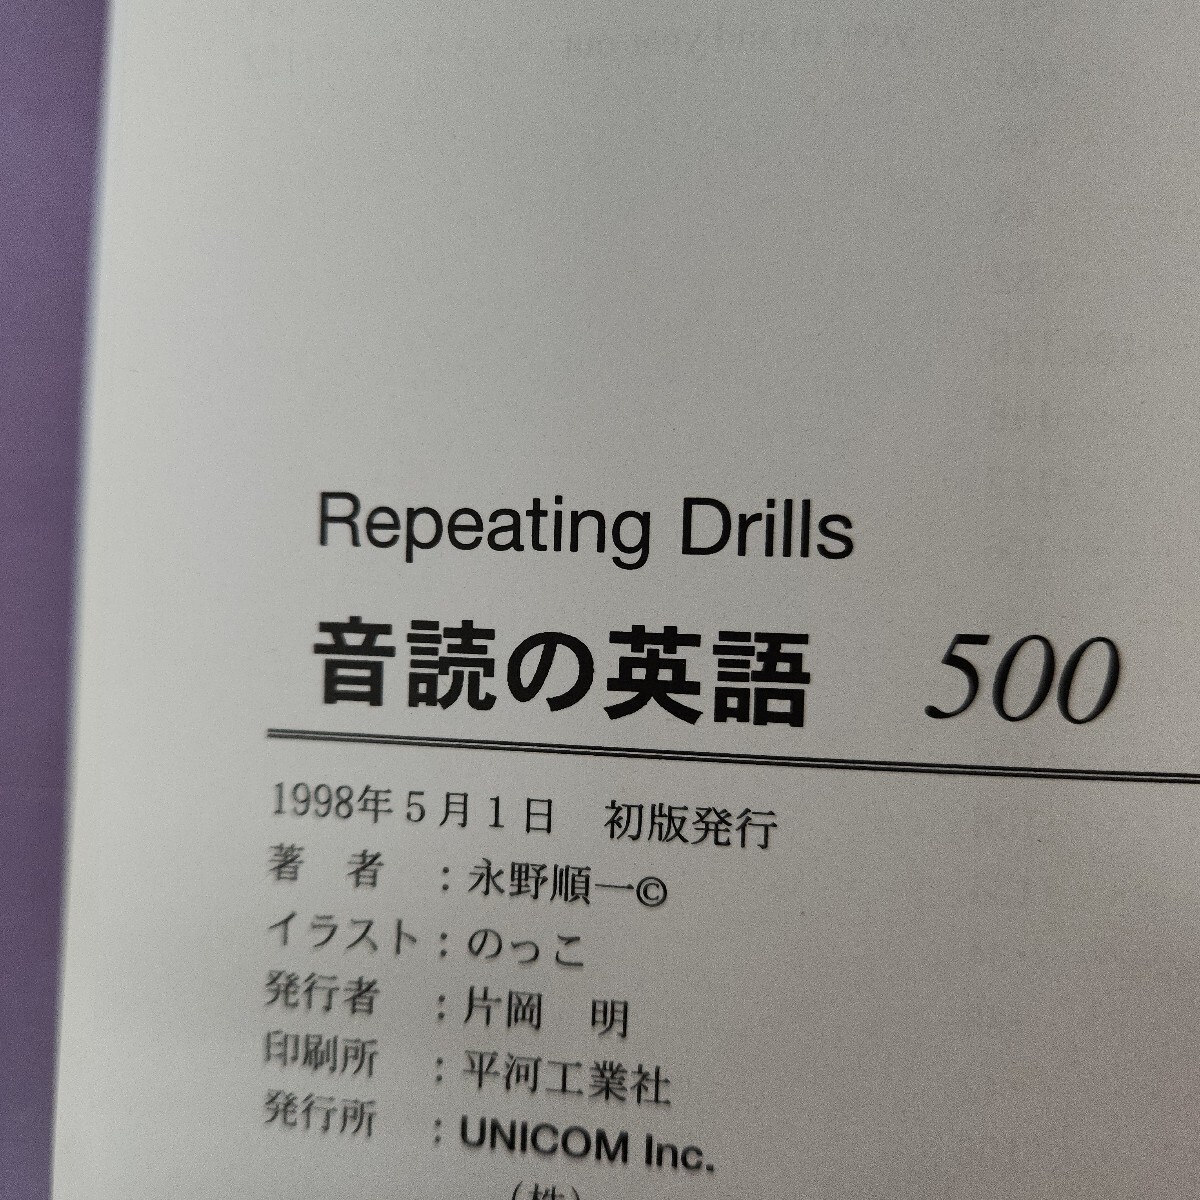 Repeating Drills
音読の英語 500
1998年5月1日 初版発行
著 者 : 永野順一©
イラスト : のっこ
発行者 : 片岡 明
印刷所 : 平河工業社
発行所 : UNICOM Inc.
(株)